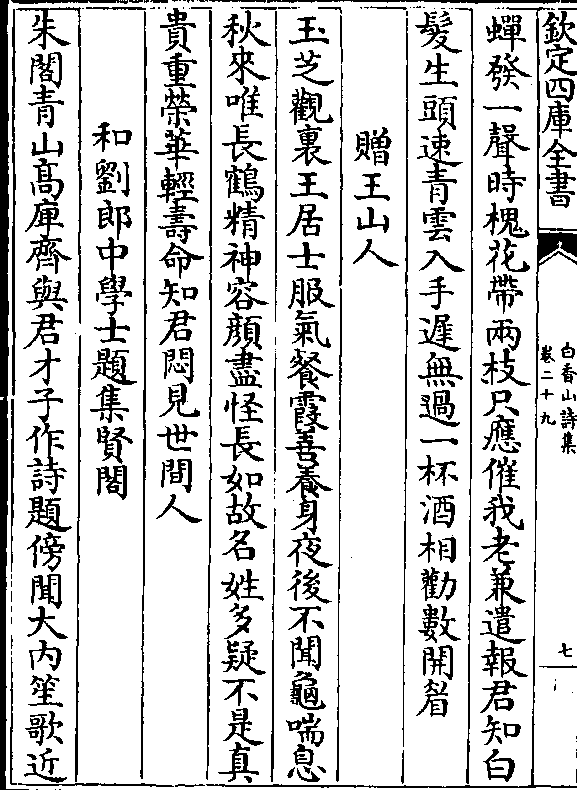 欽定四庫全書
白香山詩集
卷二十九
七
蟬發一聲時槐花帶兩枝只應催我老兼遣報君知白
髮生頭速青雲入手遲無過一杯酒相勸數開眉
贈王山人
玉芝觀裏王居士服氣餐霞善養身夜後不聞龜喘息
秋來唯長鶴精神容顏盡怪長如故名姓多疑不是真
貴重榮華輕壽命知君悶見世間人
和劉郎中學士題集賢閣
朱閣青山高庳齊與君才子作詩題傍聞大内笙歌近